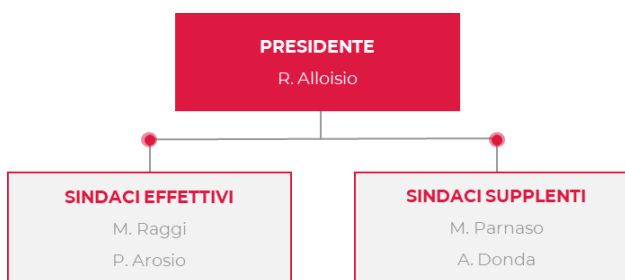 PRESIDENTE
R. Alloisio
SINDACI EFFETTIVI
M. Raggi
P. Arosio
SINDACI SUPPLENTI
M. Parnaso
A. Donda